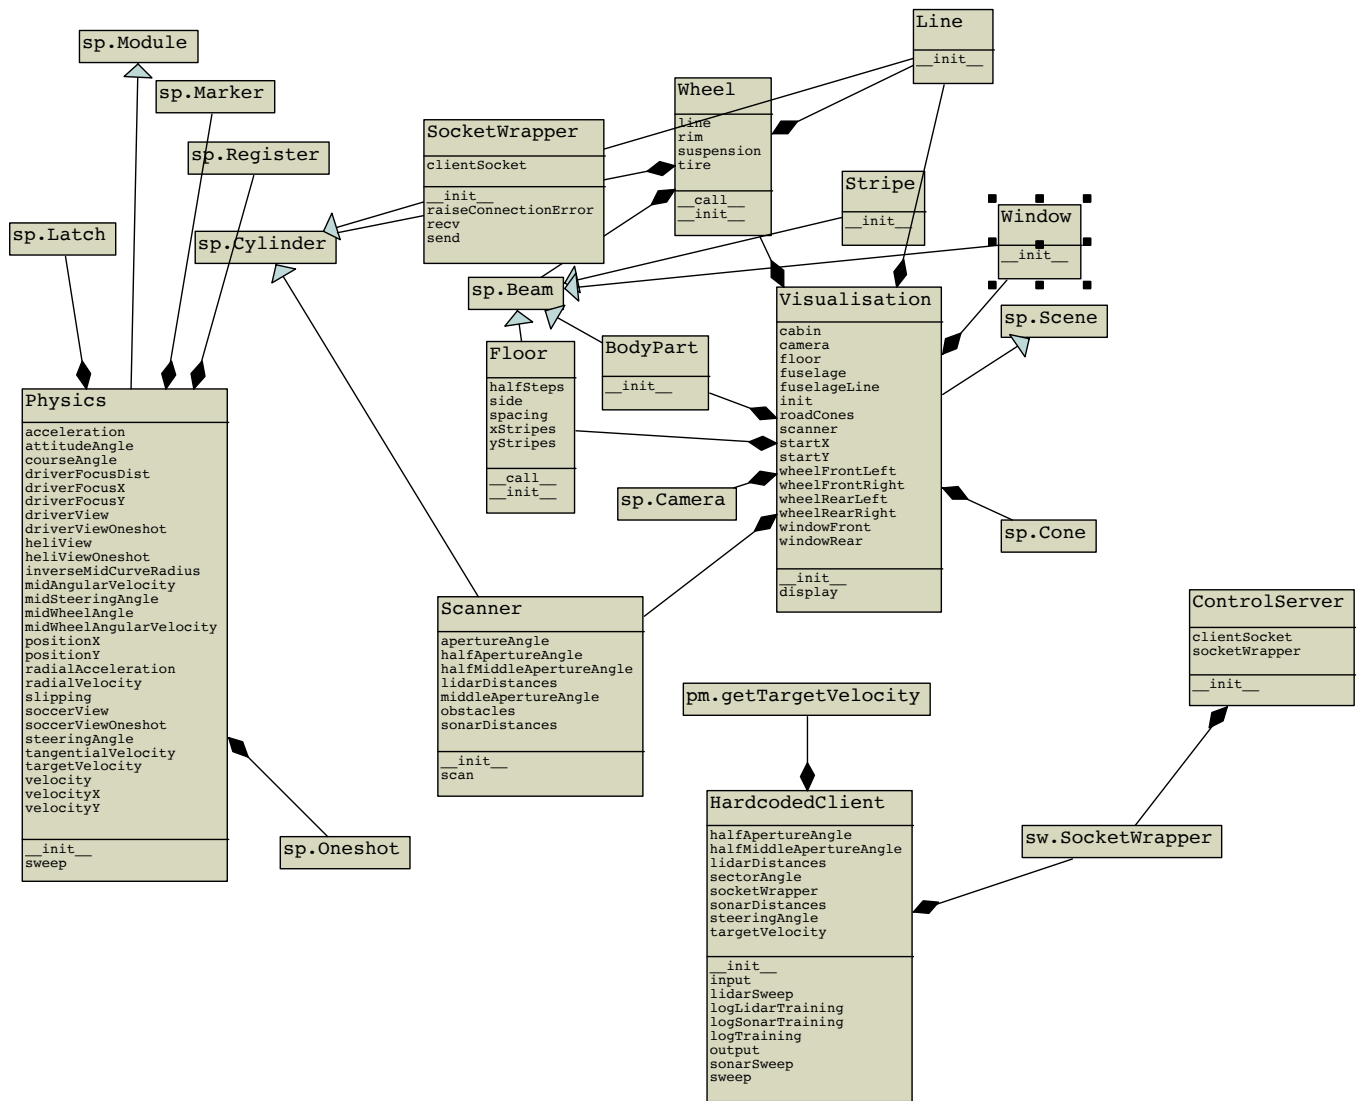 sp.Module
sp.Marker
sp.Register
sp.Latch
sp.Cylinder
SocketWrapper
clientSocket
__init__
raiseConnectionError
recv
send
Wheel
line
rim
suspension
tire
__call__
__init__
Line
__init__
Stripe
__init__
Window
__init__
sp.Scene
sp.Beam
Floor
halfSteps
side
spacing
xStripes
yStripes
__call__
__init__
BodyPart
__init__
Visualisation
cabin
camera
floor
fuselage
fuselageLine
init
roadCones
scanner
startX
startY
wheelFrontLeft
wheelFrontRight
wheelRearLeft
wheelRearRight
windowFront
windowRear
__init__
display
sp.Camera
sp.Cone
Physics
acceleration
attitudeAngle
courseAngle
driverFocusDist
driverFocusX
driverFocusY
driverView
driverViewOneshot
heliView
heliViewOneshot
inverseMidCurveRadius
midAngularVelocity
midSteeringAngle
midWheelAngle
midWheelAngularVelocity
positionX
positionY
radialAcceleration
radialVelocity
slipping
soccerView
soccerViewOneshot
steeringAngle
tangentialVelocity
targetVelocity
velocity
velocityX
velocityY
__init__
sweep
sp.Oneshot
Scanner
apertureAngle
halfApertureAngle
halfMiddleApertureAngle
lidarDistances
middleApertureAngle
obstacles
sonarDistances
__init__
scan
ControlServer
clientSocket
socketWrapper
__init__
pm.getTargetVelocity
HardcodedClient
halfApertureAngle
halfMiddleApertureAngle
lidarDistances
sectorAngle
socketWrapper
sonarDistances
steeringAngle
targetVelocity
__init__
input
lidarSweep
logLidarTraining
logSonarTraining
logTraining
output
sonarSweep
sweep
sw.SocketWrapper